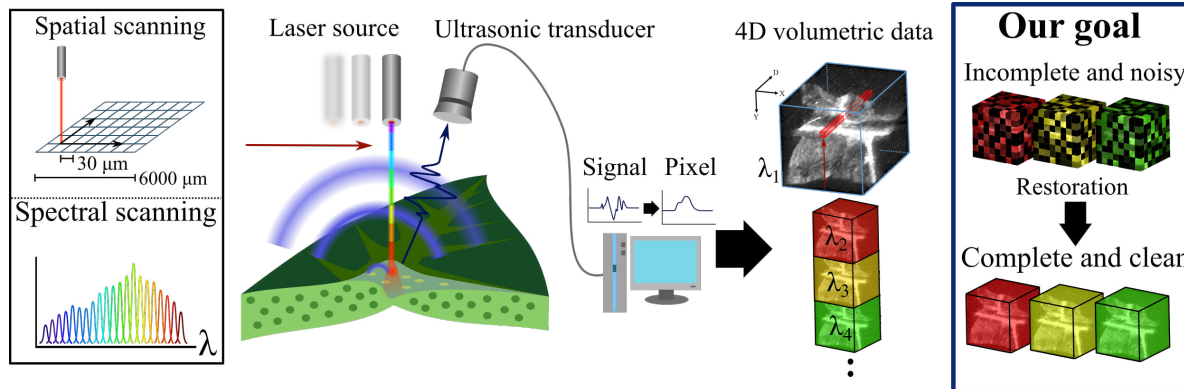 Spatial scanning
30 μm
6000 μm
Spectral scanning
λ
Laser source
Ultrasonic transducer
Signal
Pixel
4D volumetric data
D
X
Y
λ1
λ2
λ3
λ4
Our goal
Incomplete and noisy
Restoration
Complete and clean